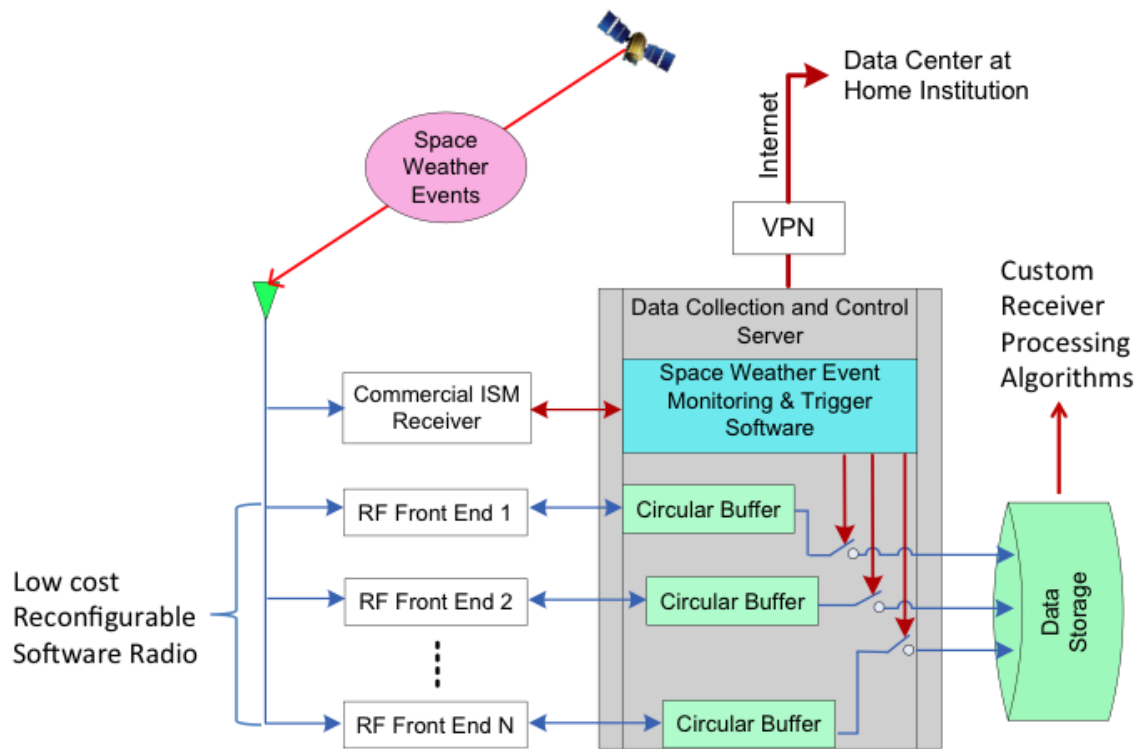 Space
Weather
Events
Data Center at
Home Institution
Internet
VPN
Custom
Receiver
Processing
Algorithms
Data Collection and Control
Server
Commercial ISM
Receiver
Space Weather Event
Monitoring & Trigger
Software
RF Front End 1
Circular Buffer
Low cost
Reconfigurable
Software Radio
RF Front End 2
Circular Buffer
Data
Storage
RF Front End N
Circular Buffer